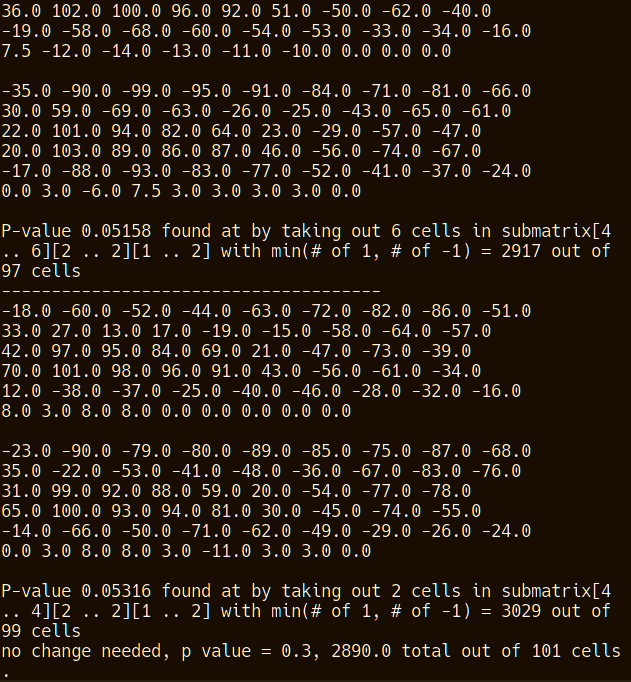 36.0 102.0 100.0 96.0 92.0 51.0 -50.0 -62.0 -40.0
-19.0 -58.0 -68.0 -60.0 -54.0 -53.0 -33.0 -34.0 -16.0
7.5 -12.0 -14.0 -13.0 -11.0 -10.0 0.0 0.0 0.0
-35.0 -90.0 -99.0 -95.0 -91.0 -84.0 -71.0 -81.0 -66.0
30.0 59.0 -69.0 -63.0 -26.0 -25.0 -43.0 -65.0 -61.0
22.0 101.0 94.0 82.0 64.0 23.0 -29.0 -57.0 -47.0
20.0 103.0 89.0 86.0 87.0 46.0 -56.0 -74.0 -67.0
-17.0 -88.0 -93.0 -83.0 -77.0 -52.0 -41.0 -37.0 -24.0
0.0 3.0 -6.0 7.5 3.0 3.0 3.0 3.0 0.0
P-value 0.05158 found at by taking out 6 cells in submatrix[4
.. 6][2 .. 2][1 .. 2] with min(# of 1, # of -1) = 2917 out of
97 cells
--------------------------------------
-18.0 -60.0 -52.0 -44.0 -63.0 -72.0 -82.0 -86.0 -51.0
33.0 27.0 13.0 17.0 -19.0 -15.0 -58.0 -64.0 -57.0
42.0 97.0 95.0 84.0 69.0 21.0 -47.0 -73.0 -39.0
70.0 101.0 98.0 96.0 91.0 43.0 -56.0 -61.0 -34.0
12.0 -38.0 -37.0 -25.0 -40.0 -46.0 -28.0 -32.0 -16.0
8.0 3.0 8.0 8.0 0.0 0.0 0.0 0.0 0.0
-23.0 -90.0 -79.0 -80.0 -89.0 -85.0 -75.0 -87.0 -68.0
35.0 -22.0 -53.0 -41.0 -48.0 -36.0 -67.0 -83.0 -76.0
31.0 99.0 92.0 88.0 59.0 20.0 -54.0 -77.0 -78.0
65.0 100.0 93.0 94.0 81.0 30.0 -45.0 -74.0 -55.0
-14.0 -66.0 -50.0 -71.0 -62.0 -49.0 -29.0 -26.0 -24.0
0.0 3.0 8.0 8.0 3.0 -11.0 3.0 3.0 0.0
P-value 0.05316 found at by taking out 2 cells in submatrix[4
.. 4][2 .. 2][1 .. 2] with min(# of 1, # of -1) = 3029 out of
99 cells
no change needed, p value = 0.3, 2890.0 total out of 101 cells
.